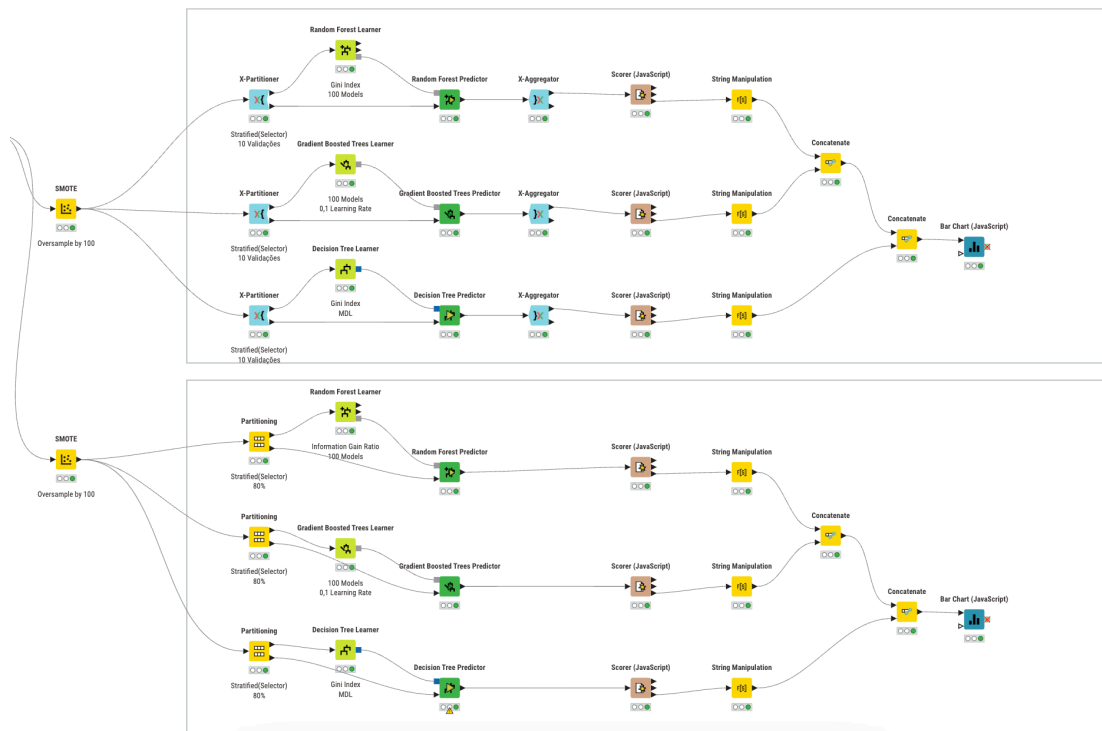 Random Forest Learner
X-Partitioner
Gini Index
100 Models
Random Forest Predictor
X-Aggregator
Scorer (JavaScript)
String Manipulation
Stratified(Selector)
10 Validações
Gradient Boosted Trees Learner
Concatenate
SMOTE
Oversample by 100
X-Partitioner
100 Models
0,1 Learning Rate
Gradient Boosted Trees Predictor
X-Aggregator
Scorer (JavaScript)
String Manipulation
Concatenate
Bar Chart (JavaScript)
Stratified(Selector)
10 Validações
Decision Tree Learner
X-Partitioner
Gini Index
MDL
Decision Tree Predictor
X-Aggregator
Scorer (JavaScript)
String Manipulation
Stratified(Selector)
10 Validações
Random Forest Learner
Partitioning
Information Gain Ratio
100 Models
Random Forest Predictor
Scorer (JavaScript)
String Manipulation
SMOTE
Oversample by 100
Stratified(Selector)
80%
Partitioning
Gradient Boosted Trees Learner
Concatenate
100 Models
0,1 Learning Rate
Gradient Boosted Trees Predictor
Scorer (JavaScript)
String Manipulation
Stratified(Selector)
80%
Concatenate
Bar Chart (JavaScript)
Partitioning
Decision Tree Learner
Gini Index
MDL
Decision Tree Predictor
Scorer (JavaScript)
String Manipulation
Stratified(Selector)
80%